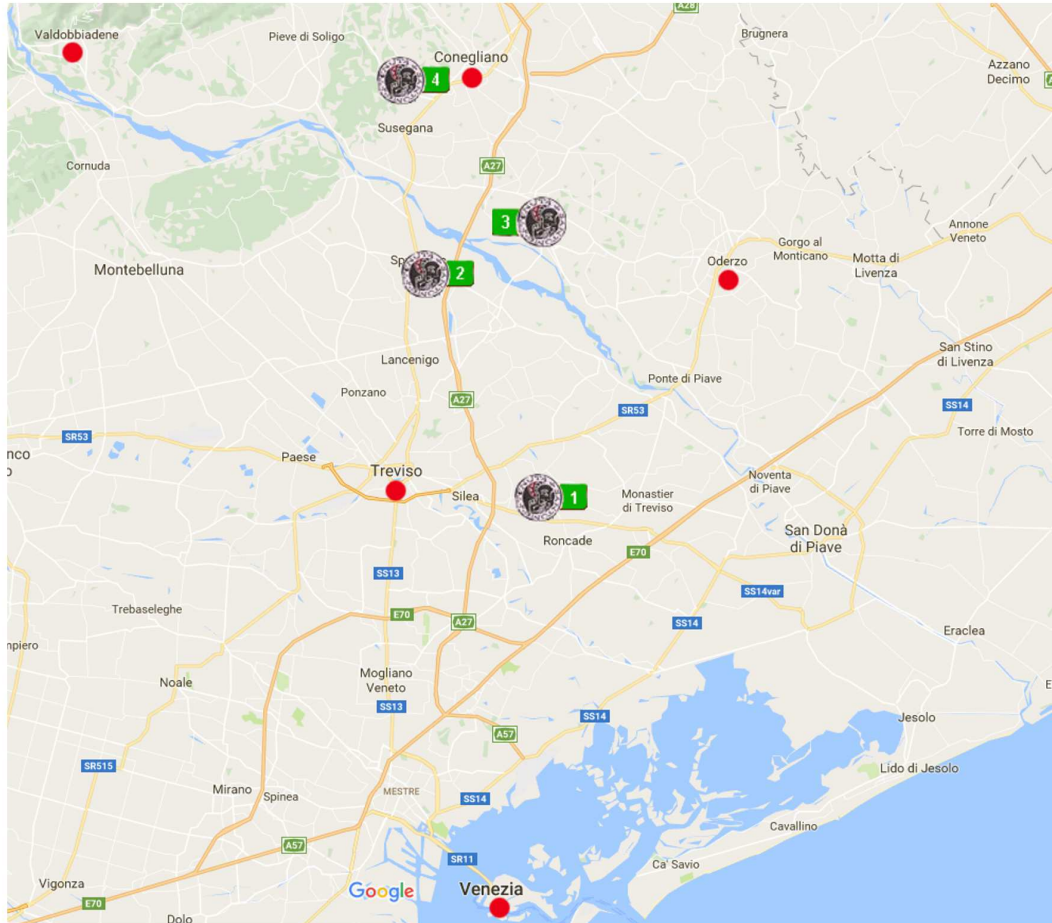 A28
Valdobbiadene
Pieve di Soligo
Brugnera
Conegliano
Azzano
Decimo
4
Susegana
Cornuda
A27
3
Annone
Veneto
Gorgo al
Monticano
Motta di
Livenza
Oderzo
Montebelluna
2
San Stino
di Livenza
Lancenigo
Ponte di Piave
Ponzano
A27
SR53
SS14
Torre di Mosto
SR53
Paese
Treviso
Noventa
di Piave
Silea
1
Monastier
di Treviso
San Donà
di Piave
Roncade
E70
SS13
SS14var
Trebaseleghe
E70
A27
SS14
Eraclea
Mogliano
Veneto
Noale
SS13
SS14
Jesolo
A57
SR515
Lido di Jesolo
Mirano
Spinea
MESTRE
SS14
Cavallino
A57
SR11
Ca' Savio
Vigonza
Google
Venezia
E70
Dolo